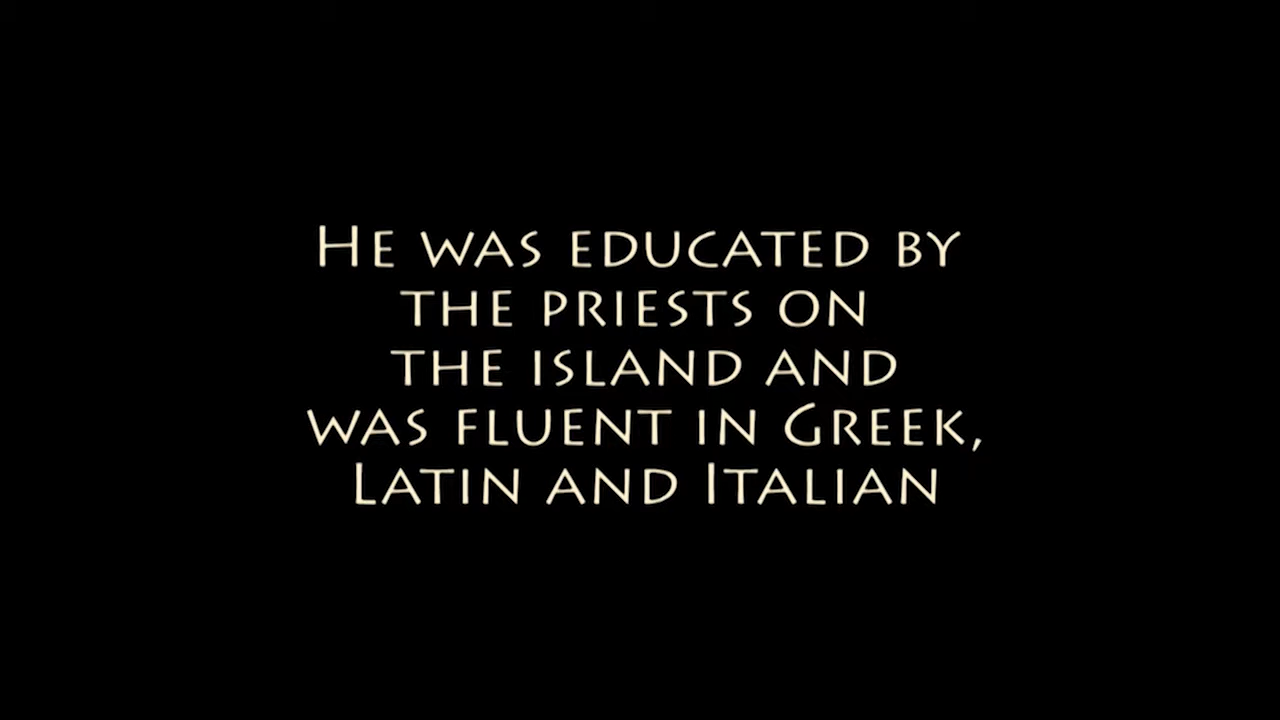 He was educated by
the priests on
the island and
was fluent in Greek,
Latin and Italian